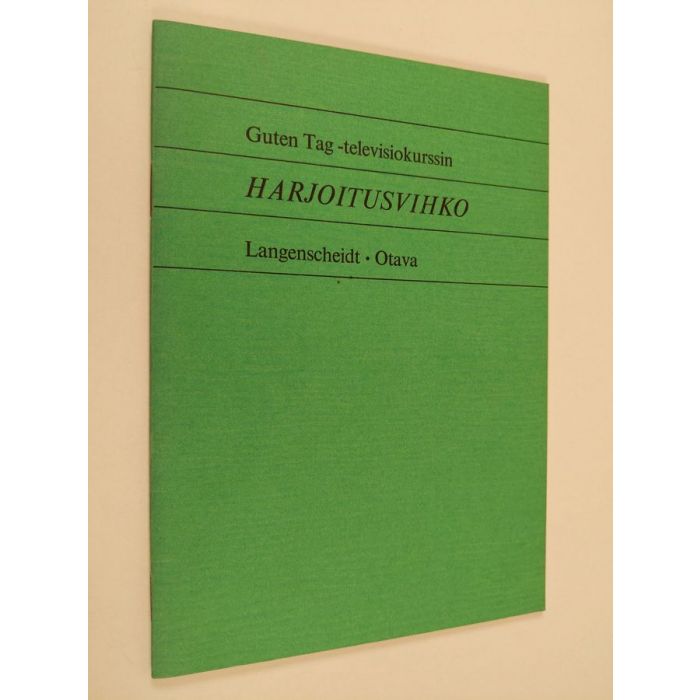 Guten Tag -televisiokurssin
HARJOITUSVIHKO
Langenscheidt • Otava